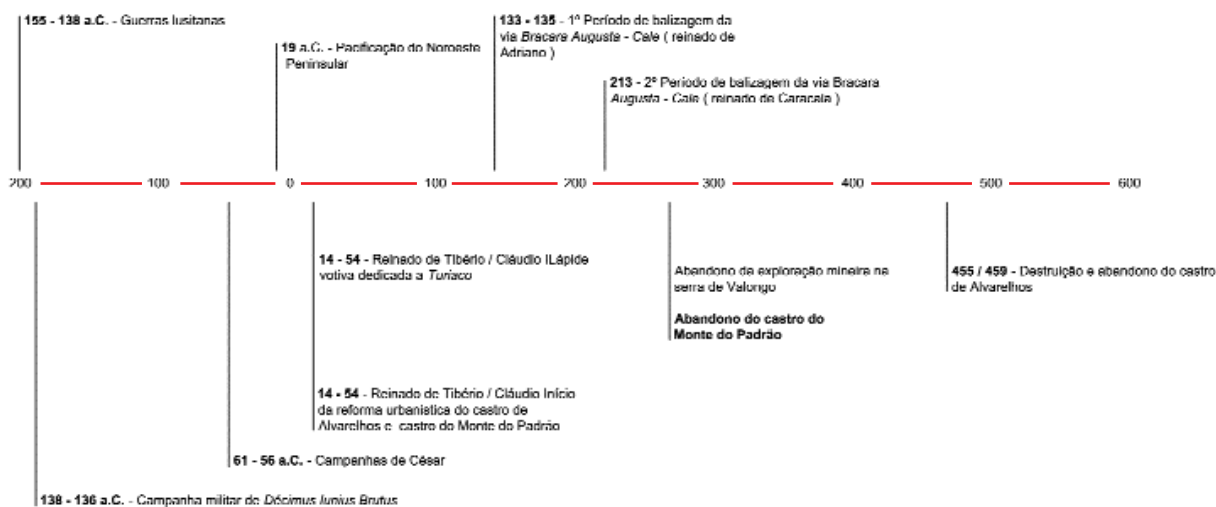 155 - 138 a.C. - Guerras lusitanas
133 - 135 - 1º Período de balizagem da
via Bracara Augusta - Cale ( reinado de
Adriano )
19 a.C. - Pacificação do Noroeste
Peninsular
213 - 2º Período de balizagem da via Bracara
Augusta - Cale ( reinado de Caracala )
200 100 0 100 200 300 400 500 600
14 - 54 - Reinado de Tibério / Cláudio lLápide
votiva dedicada a Turiaco
Abandono da exploração mineira na
serra de Valongo
455 / 459 - Destruição e abandono do castro
de Alvarelhos
Abandono do castro do
Monte do Padrão
14 - 54 - Reinado de Tibério / Cláudio Início
da reforma urbanistica do castro de
Alvarelhos e castro do Monte do Padrão
61 - 56 a.C. - Campanhas de César
138 - 136 a.C. - Campanha militar de Décimus Iunius Brutus